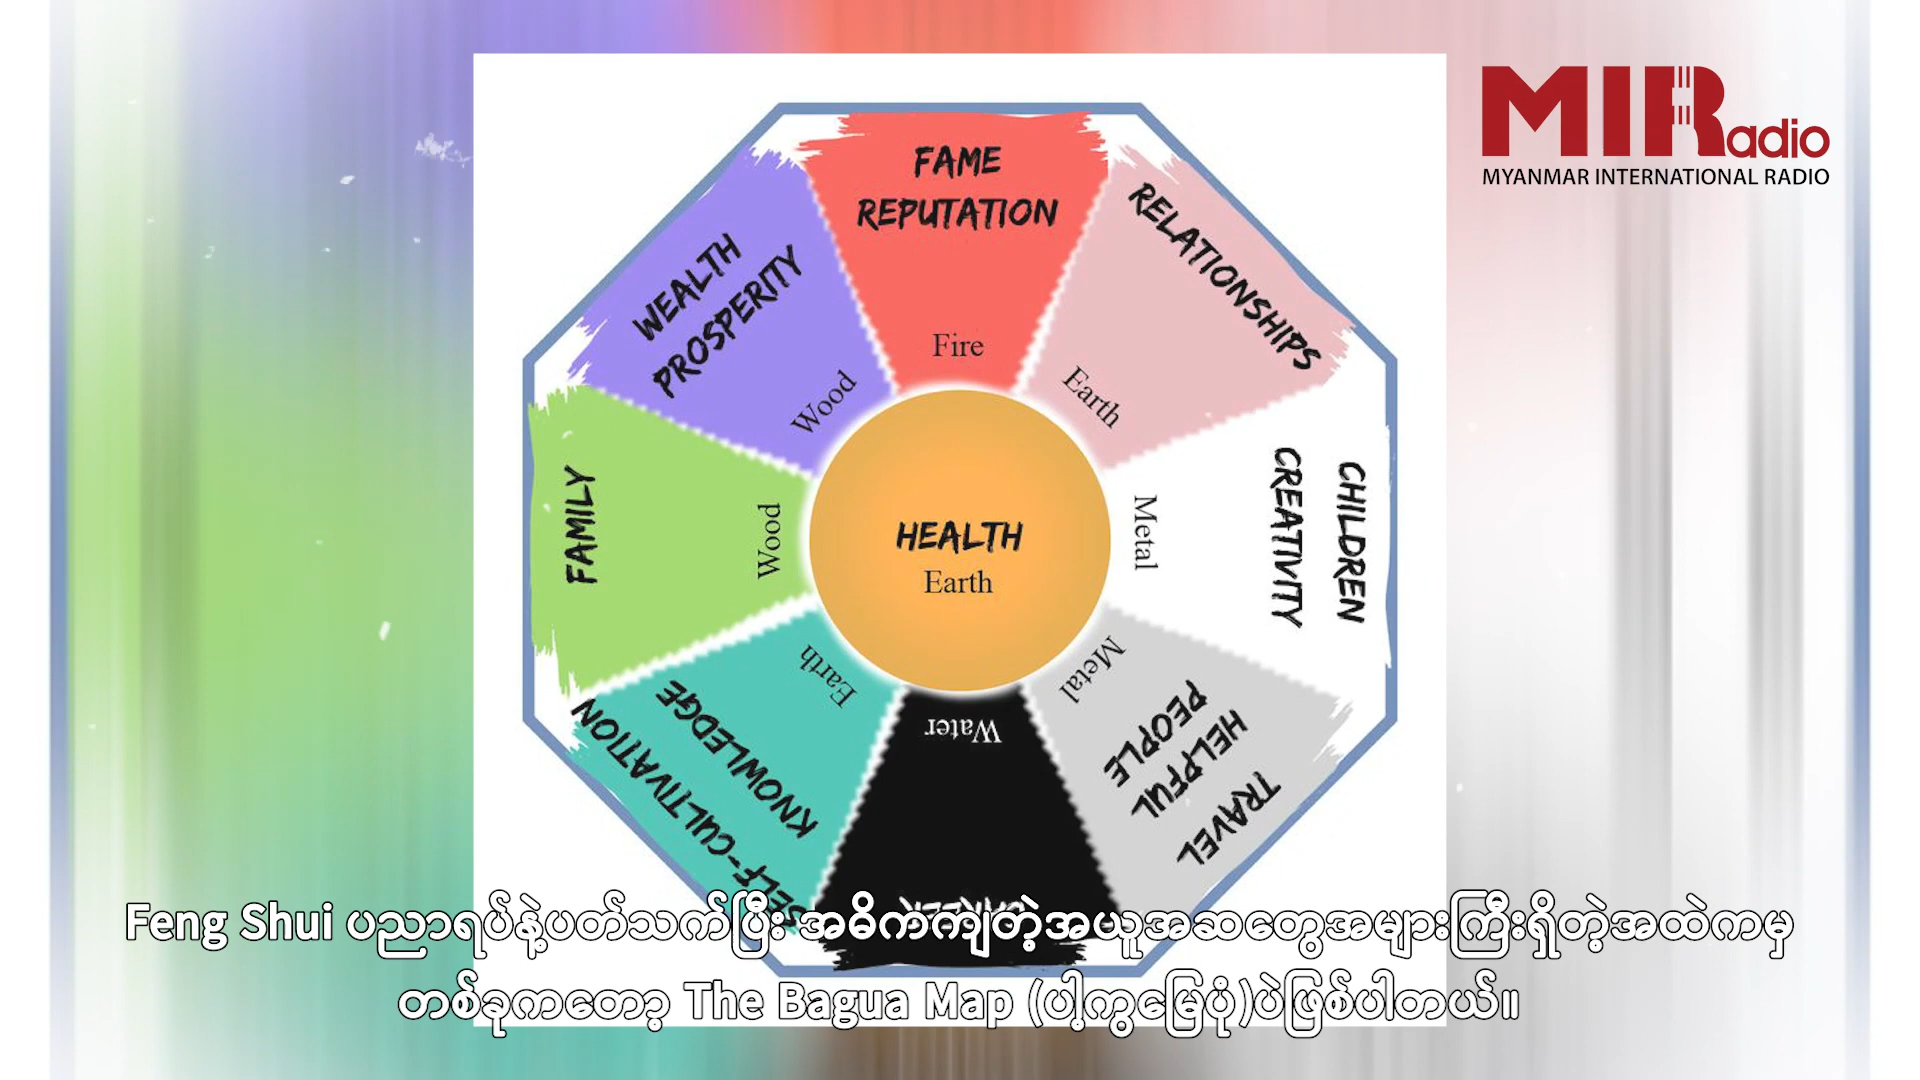 MIRadio
MYANMAR INTERNATIONAL RADIO
FAME
REPUTATION
Fire
RELATIONSHIPS
Earth
CHILDREN
CREATIVITY
Metal
TRAVEL
HELPFUL
PEOPLE
Metal
Water
CAREER
SELF-CULTIVATION
KNOWLEDGE
Earth
FAMILY
Wood
WEALTH
PROSPERITY
Wood
HEALTH
Earth
Feng Shui ပညာရပ်နဲ့ပတ်သက်ပြီး အဓိကကျတဲ့အယူအဆတွေအများကြီးရှိတဲ့အထဲကမှ
တစ်ခုကတော့ The Bagua Map (ပါ့ကွမြေပုံ)ပဲဖြစ်ပါတယ်။